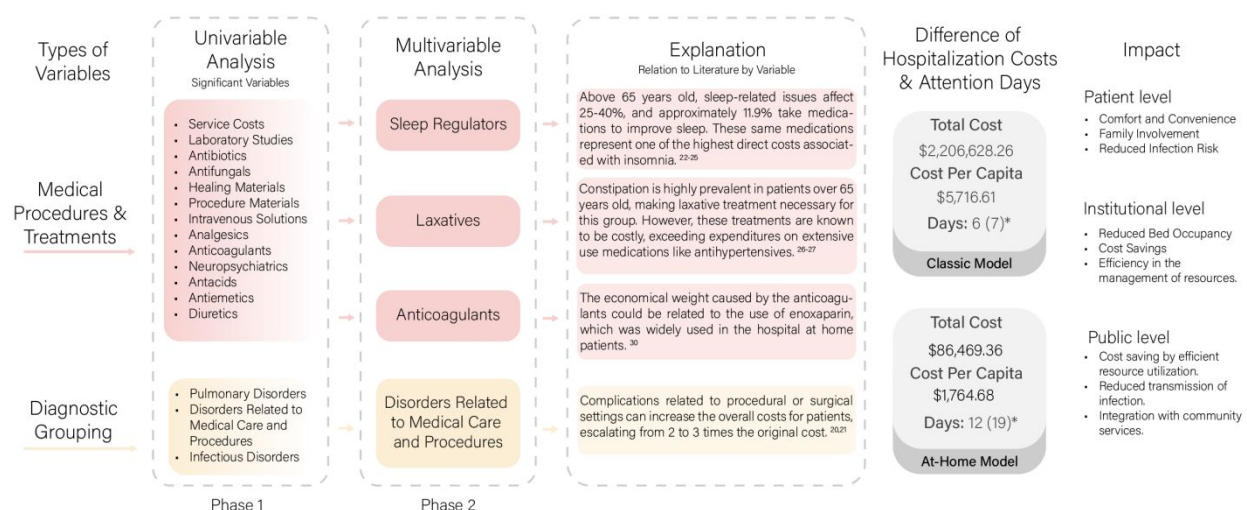 Types of
Variables
Medical
Procedures &
Treatments
Diagnostic
Grouping
Univariable
Analysis
Significant Variables
• Service Costs
• Laboratory Studies
• Antibiotics
• Antifungals
• Healing Materials
• Procedure Materials
• Intravenous Solutions
• Analgesics
• Anticoagulants
• Neuropsychiatrics
• Antacids
• Antiemetics
• Diuretics
• Pulmonary Disorders
• Disorders Related to
Medical Care and
Procedures
• Infectious Disorders
Phase 1
Multivariable
Analysis
Sleep Regulators
Laxatives
Anticoagulants
Disorders Related
to Medical Care
and Procedures
Phase 2
Explanation
Relation to Literature by Variable
Above 65 years old, sleep-related issues affect
25-40%, and approximately 11.9% take medica-
tions to improve sleep. These same medications
represent one of the highest direct costs associat-
ed with insomnia. 22-25
Constipation is highly prevalent in patients over 65
years old, making laxative treatment necessary for
this group. However, these treatments are known
to be costly, exceeding expenditures on extensive
use medications like antihypertensives. 26-27
The economical weight caused by the anticoagu-
lants could be related to the use of enoxaparin,
which was widely used in the hospital at home
patients. 30
Complications related to procedural or surgical
settings can increase the overall costs for patients,
escalating from 2 to 3 times the original cost. 20,21
Difference of
Hospitalization Costs
& Attention Days
Total Cost
$2,206,628.26
Cost Per Capita
$5,716.61
Days: 6 (7)*
Classic Model
Total Cost
$86,469.36
Cost Per Capita
$1,764.68
Days: 12 (19)*
At-Home Model
Impact
Patient level
• Comfort and Convenience
• Family Involvement
• Reduced Infection Risk
Institutional level
• Reduced Bed Occupancy
• Cost Savings
• Efficiency in the
management of resources.
Public level
• Cost saving by efficient
resource utilization.
• Reduced transmission of
infection.
• Integration with community
services.